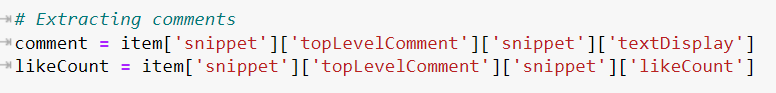 # Extracting comments
comment = item['snippet']['topLevelComment']['snippet']['textDisplay']
likeCount = item['snippet']['topLevelComment']['snippet']['likeCount']